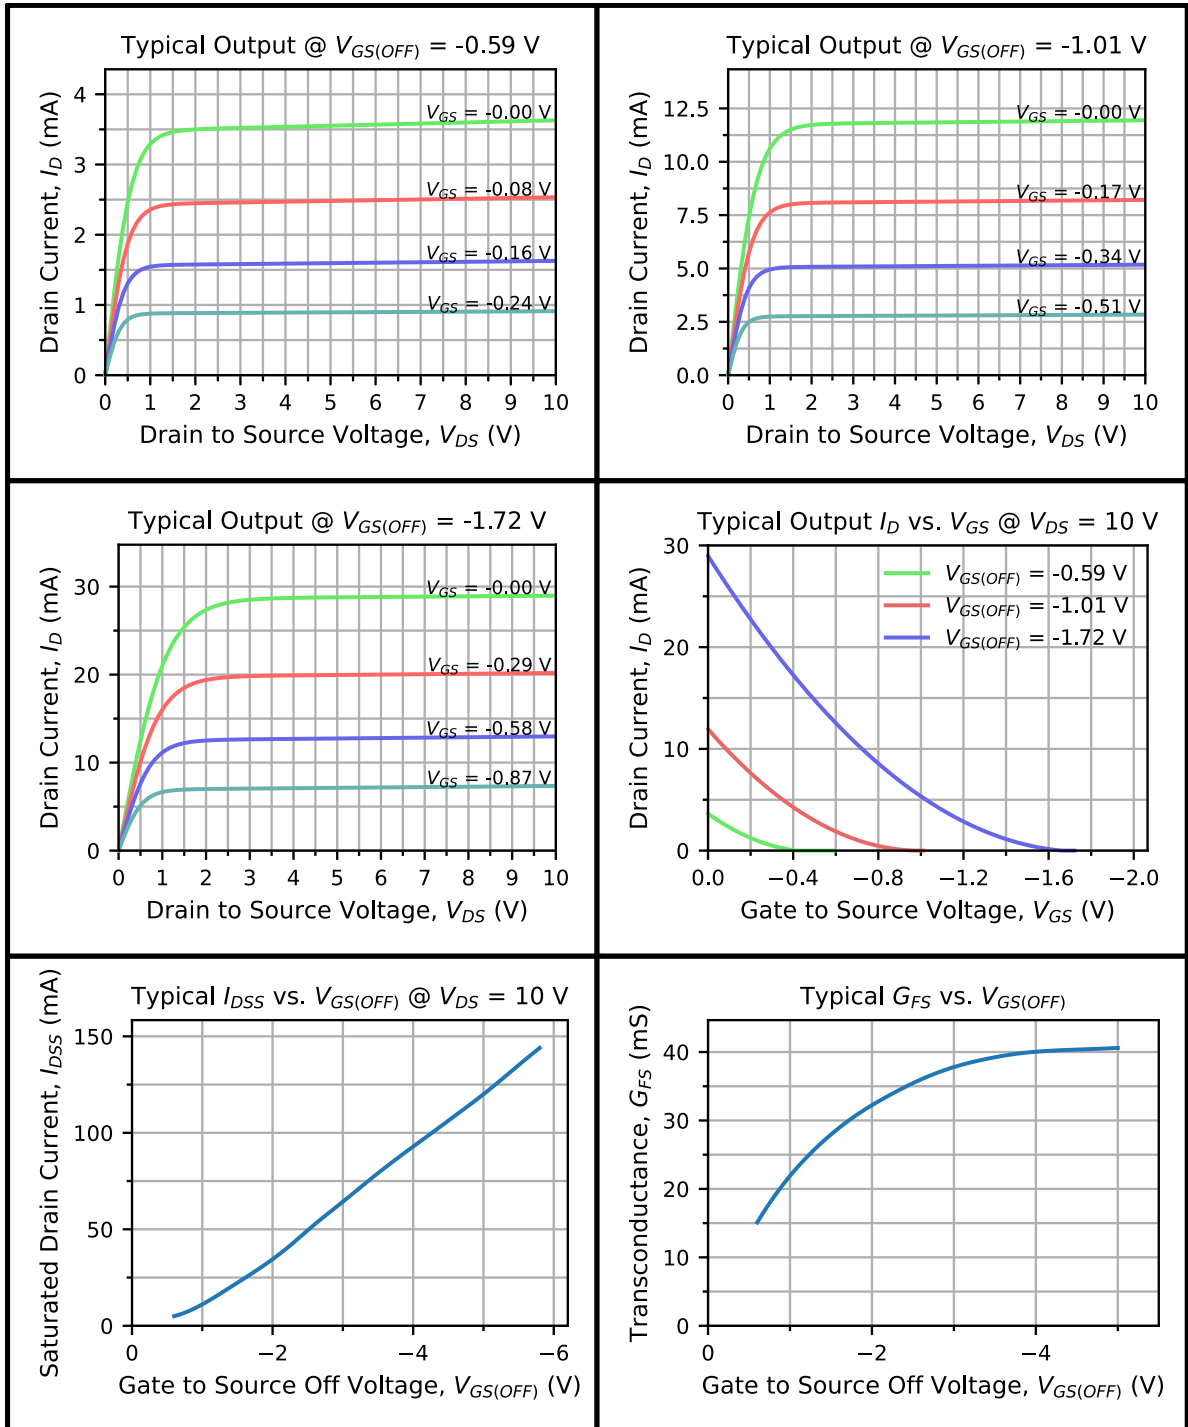 Typical Output @ VGS(OFF) = -0.59 V
Drain Current, ID (mA)
4
3
2
1
0
VGS = -0.00 V
VGS = -0.08 V
VGS = -0.16 V
VGS = -0.24 V
0 1 2 3 4 5 6 7 8 9 10
Drain to Source Voltage, VDS (V)
Typical Output @ VGS(OFF) = -1.01 V
Drain Current, ID (mA)
12.5
10.0
7.5
5.0
2.5
0.0
VGS = -0.00 V
VGS = -0.17 V
VGS = -0.34 V
VGS = -0.51 V
0 1 2 3 4 5 6 7 8 9 10
Drain to Source Voltage, VDS (V)
Typical Output @ VGS(OFF) = -1.72 V
Drain Current, ID (mA)
30
20
10
0
VGS = -0.00 V
VGS = -0.29 V
VGS = -0.58 V
VGS = -0.87 V
0 1 2 3 4 5 6 7 8 9 10
Drain to Source Voltage, VDS (V)
Typical Output ID vs. VGS @ VDS = 10 V
Drain Current, ID (mA)
30
20
10
0
VGS(OFF) = -0.59 V
VGS(OFF) = -1.01 V
VGS(OFF) = -1.72 V
0.0 −0.4 −0.8 −1.2 −1.6 −2.0
Gate to Source Voltage, VGS (V)
Typical IDSS vs. VGS(OFF) @ VDS = 10 V
Saturated Drain Current, IDSS (mA)
150
100
50
0
0 −2 −4 −6
Gate to Source Off Voltage, VGS(OFF) (V)
Typical GFS vs. VGS(OFF)
Transconductance, GFS (mS)
40
30
20
10
0
0 −2 −4
Gate to Source Off Voltage, VGS(OFF) (V)